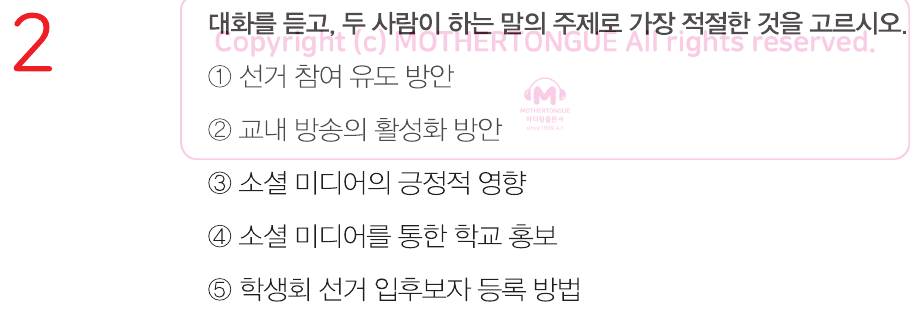 2
대화를 듣고, 두 사람이 하는 말의 주제로 가장 적절한 것을 고르시오.
Copyright (c) MOTHERTONGUE All rights reserved.
① 선거 참여 유도 방안
MOTHERTONGUE
② 교내 방송의 활성화 방안
③ 소셜 미디어의 긍정적 영향
④ 소셜 미디어를 통한 학교 홍보
⑤ 학생회 선거 입후보자 등록 방법